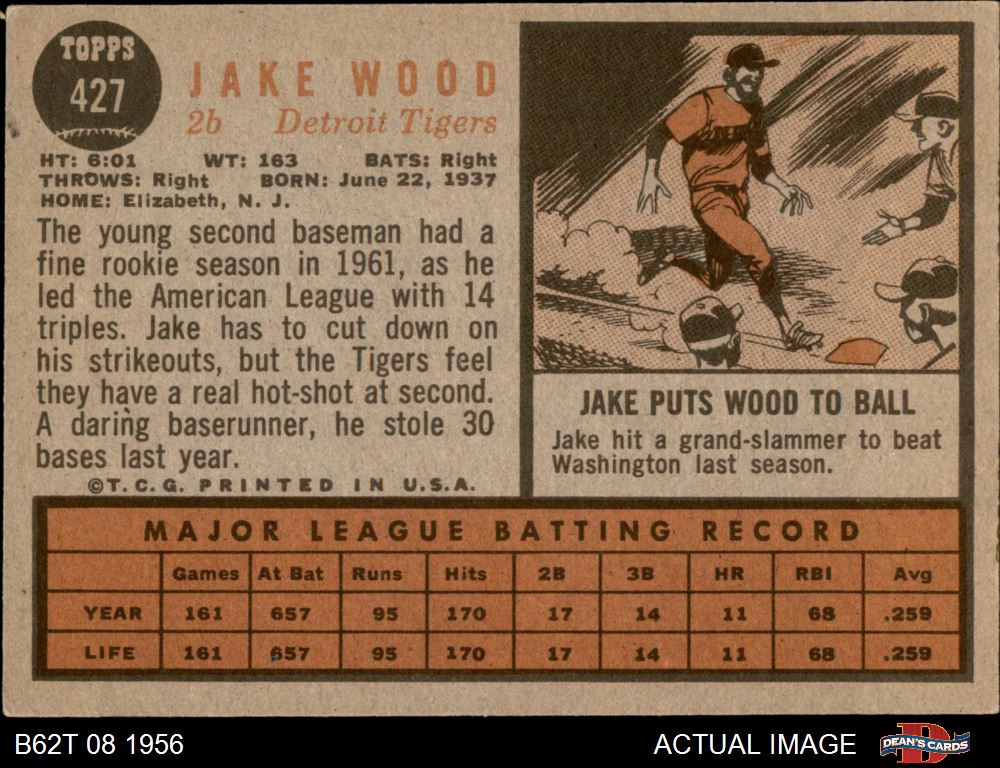 TOPPS
427
JAKE WOOD
2b Detroit Tigers
HT: 6:01 WT: 163 BATS: Right
THROWS: Right BORN: June 22, 1937
HOME: Elizabeth, N. J.
The young second baseman had a
fine rookie season in 1961, as he
led the American League with 14
triples. Jake has to cut down on
his strikeouts, but the Tigers feel
they have a real hot-shot at second.
A daring baserunner, he stole 30
bases last year.
©T.C.G. PRINTED IN U.S.A.
JAKE PUTS WOOD TO BALL
Jake hit a grand-slammer to beat
Washington last season.
MAJOR LEAGUE BATTING RECORD
Games At Bat Runs Hits 2B 3B HR RBI Avg
YEAR 161 657 95 170 17 14 11 68 .259
LIFE 161 657 95 170 17 14 11 68 .259
B62T 08 1956
ACTUAL IMAGE
DEAN'S CARDS